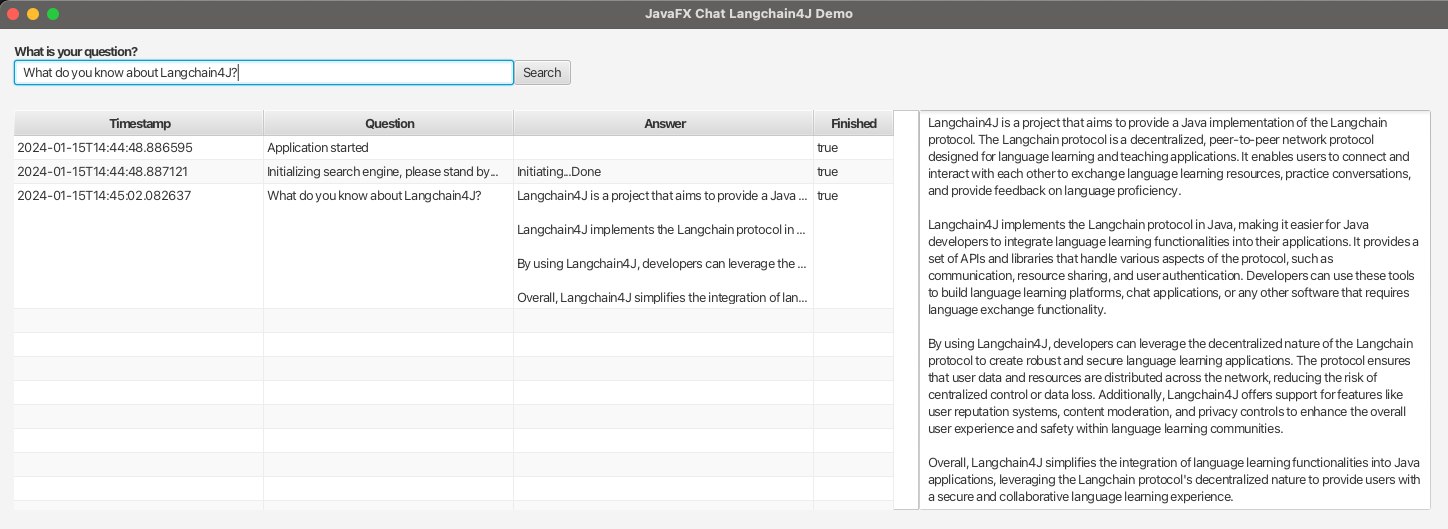 JavaFX Chat Langchain4J Demo
What is your question?
What do you know about Langchain4J?
Search
Timestamp Question Answer Finished
2024-01-15T14:44:48.886595 Application started true
2024-01-15T14:44:48.887121 Initializing search engine, please stand by... Initiating...Done true
2024-01-15T14:45:02.082637 What do you know about Langchain4J? Langchain4J is a project that aims to provide a Java ... true
Langchain4J implements the Langchain protocol in ...
By using Langchain4J, developers can leverage the ...
Overall, Langchain4J simplifies the integration of lan...
Langchain4J is a project that aims to provide a Java implementation of the Langchain
protocol. The Langchain protocol is a decentralized, peer-to-peer network protocol
designed for language learning and teaching applications. It enables users to connect and
interact with each other to exchange language learning resources, practice conversations,
and provide feedback on language proficiency.
Langchain4J implements the Langchain protocol in Java, making it easier for Java
developers to integrate language learning functionalities into their applications. It provides a
set of APIs and libraries that handle various aspects of the protocol, such as
communication, resource sharing, and user authentication. Developers can use these tools
to build language learning platforms, chat applications, or any other software that requires
language exchange functionality.
By using Langchain4J, developers can leverage the decentralized nature of the Langchain
protocol to create robust and secure language learning applications. The protocol ensures
that user data and resources are distributed across the network, reducing the risk of
centralized control or data loss. Additionally, Langchain4J offers support for features like
user reputation systems, content moderation, and privacy controls to enhance the overall
user experience and safety within language learning communities.
Overall, Langchain4J simplifies the integration of language learning functionalities into Java
applications, leveraging the Langchain protocol's decentralized nature to provide users with
a secure and collaborative language learning experience.